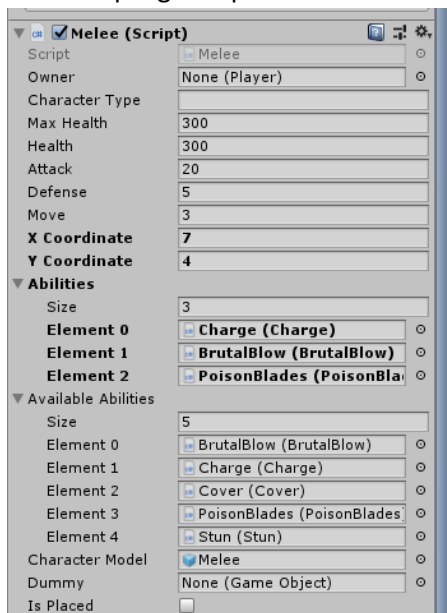 Melee (Script)
Script Melee
Owner None (Player)
Character Type
Max Health 300
Health 300
Attack 20
Defense 5
Move 3
X Coordinate 7
Y Coordinate 4
Abilities
Size 3
Element 0 Charge (Charge)
Element 1 BrutalBlow (BrutalBlow)
Element 2 PoisonBlades (PoisonBla
Available Abilities
Size 5
Element 0 BrutalBlow (BrutalBlow)
Element 1 Charge (Charge)
Element 2 Cover (Cover)
Element 3 PoisonBlades (PoisonBlades
Element 4 Stun (Stun)
Character Model Melee
Dummy None (Game Object)
Is Placed